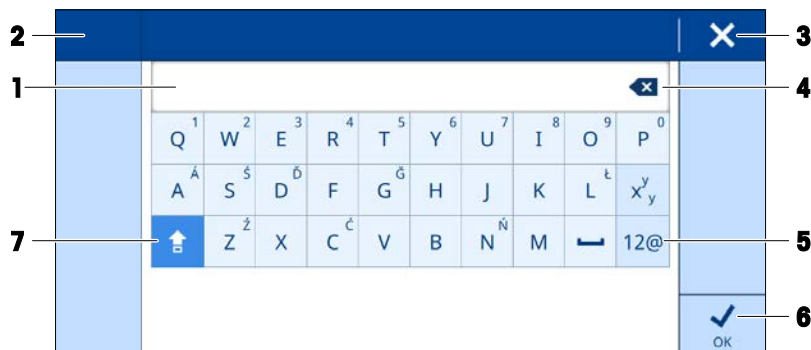 2 3
1 4
Q 1 W 2 E 3 R 4 T 5 Y 6 U 7 I 8 O 9 P 0
A Á S Ś D Ď F G Ğ H J K L Ł x y y
7 Z Ź X C Ć V B N Ń M 12@ 5
6
OK